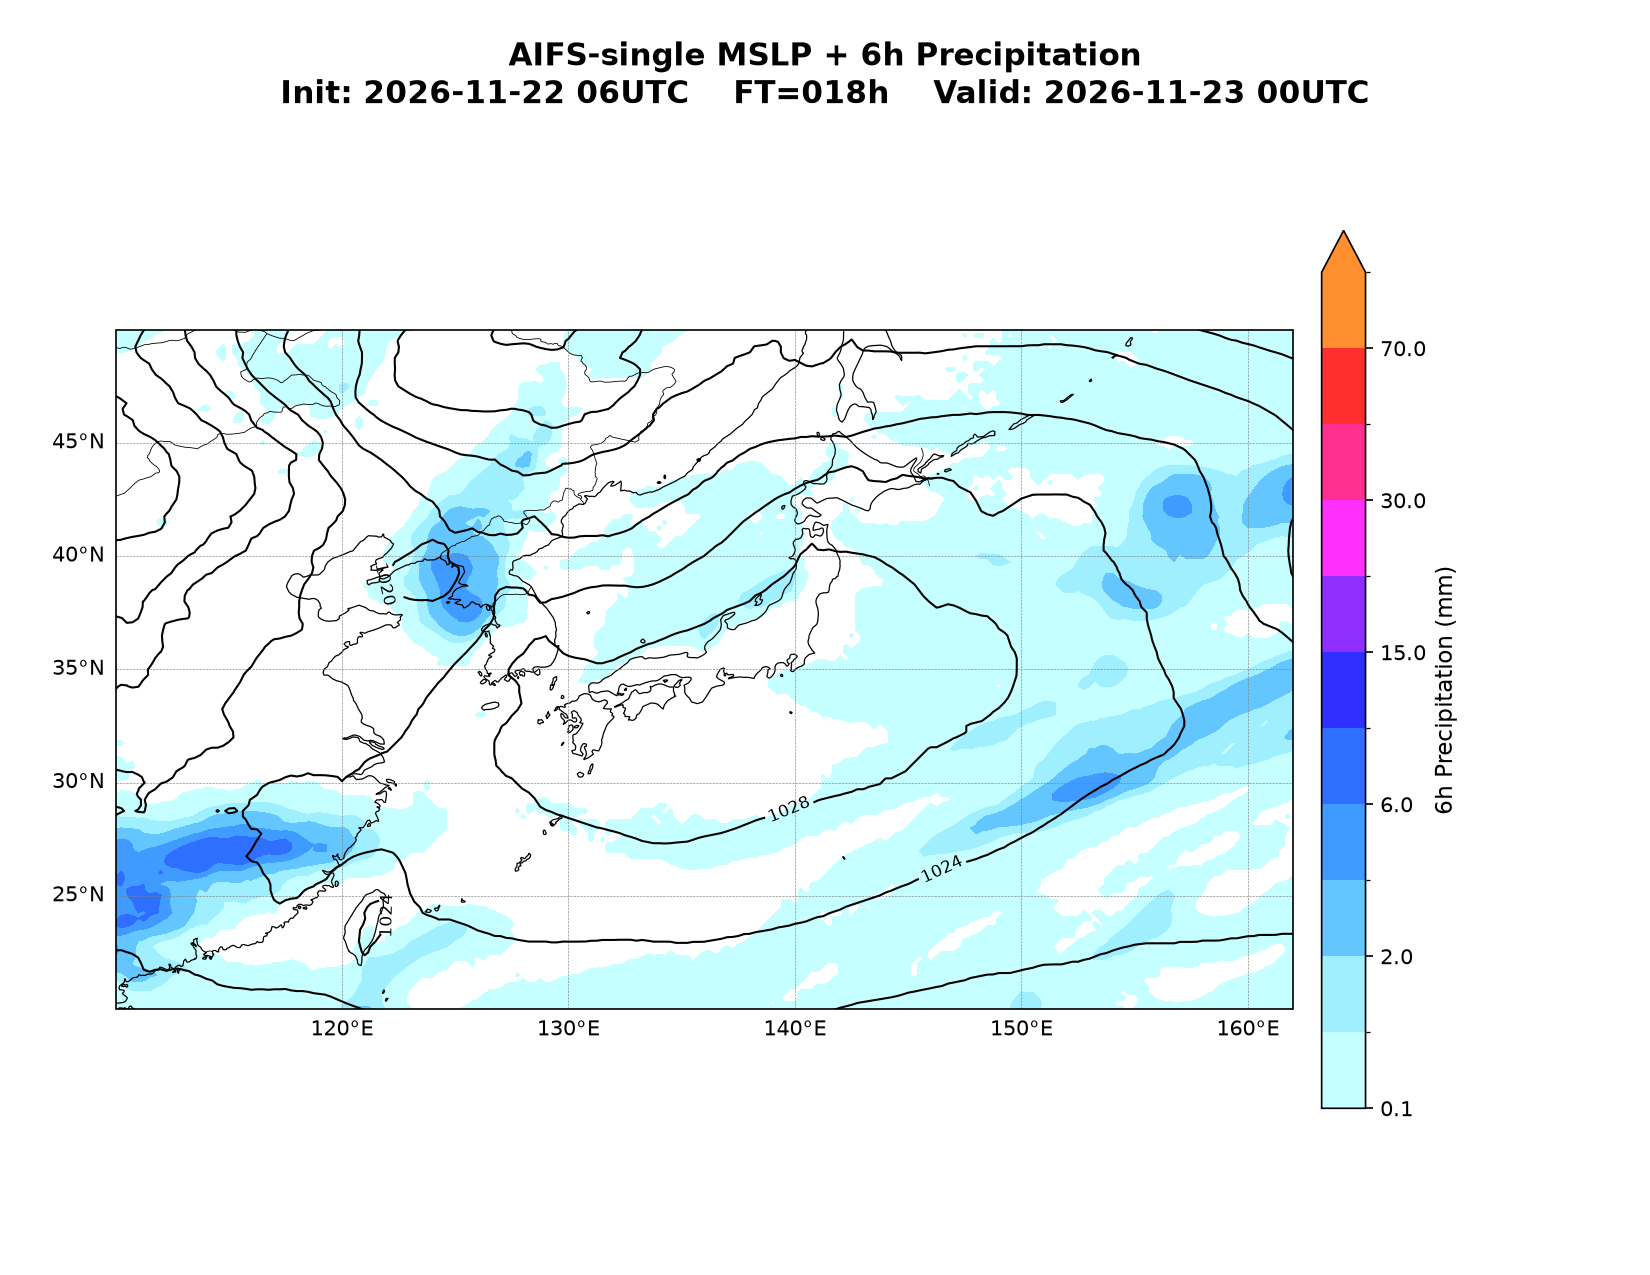 AIFS-single MSLP + 6h Precipitation
Init: 2026-11-22 06UTC    FT=018h    Valid: 2026-11-23 00UTC
70.0
45°N
30.0
40°N
1020
6h Precipitation (mm)
35°N
15.0
30°N
1028
6.0
1024
25°N
1024
2.0
120°E
130°E
140°E
150°E
160°E
0.1